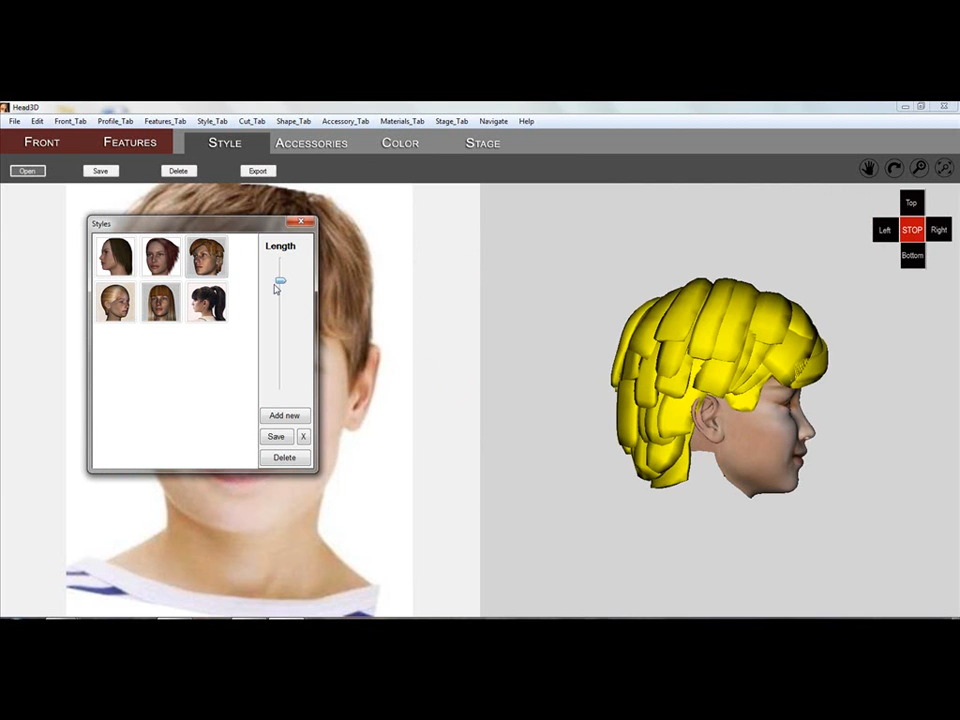 Head3D
File Edit Front_Tab Profile_Tab Features_Tab Style_Tab Cut_Tab Shape_Tab Accessory_Tab Materials_Tab Stage_Tab Navigate Help
FRONT FEATURES STYLE ACCESSORIES COLOR STAGE
Open Save Delete Export
Top
Left STOP Right
Bottom
Styles X
Length
Add new
Save X
Delete